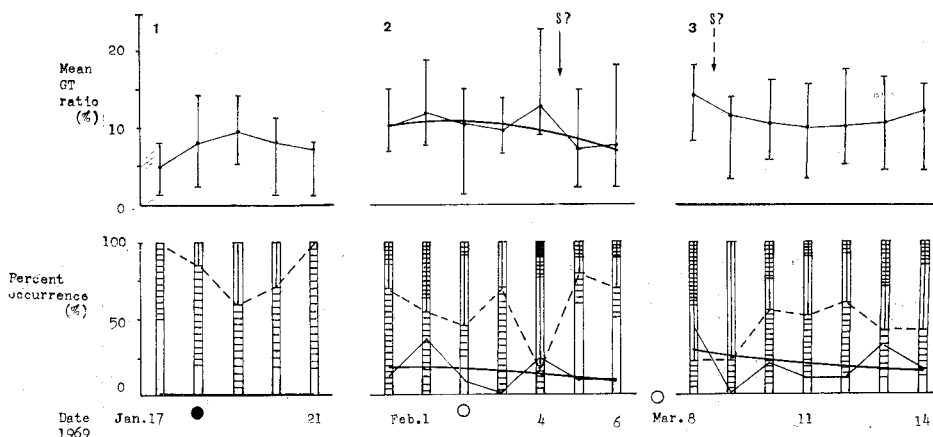 1
2
S?
3
S?
20
Mean
GT
ratio
(%)
10
0
100
Percent
occurrence
(%)
50
0
Date
1969
Jan.17
21
Feb.1
4
6
Mar.8
11
14